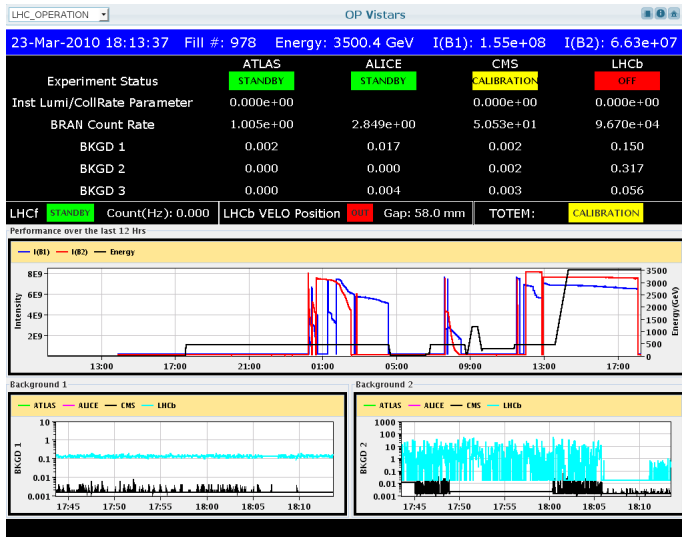 LHC_OPERATION
OP Vistars
23-Mar-2010 18:13:37 Fill #: 978 Energy: 3500.4 GeV I(B1): 1.55e+08 I(B2): 6.63e+07
ATLAS ALICE CMS LHCb
Experiment Status STANDBY STANDBY CALIBRATION OFF
Inst Lumi/CollRate Parameter 0.000e+00 0.000e+00 0.000e+00
BRAN Count Rate 1.005e+00 2.849e+00 5.053e+01 9.670e+04
BKGD 1 0.002 0.017 0.002 0.150
BKGD 2 0.000 0.000 0.002 0.317
BKGD 3 0.000 0.004 0.003 0.056
LHCf STANDBY Count(Hz): 0.000 LHCb VELO Position OUT Gap: 58.0 mm TOTEM: CALIBRATION
Performance over the last 12 Hrs
I(B1) I(B2) Energy
Intensity
8E9
6E9
4E9
2E9
3500
3000
2500
2000
1500
1000
500
0
Energy(GeV)
13:00 17:00 21:00 01:00 05:00 09:00 13:00 17:00
Background 1
ATLAS ALICE CMS LHCb
BKGD 1
10
1
0.1
0.01
0.001
17:45 17:50 17:55 18:00 18:05 18:10
Background 2
ATLAS ALICE CMS LHCb
BKGD 2
1000
100
10
1
0.1
0.01
0.001
17:45 17:50 17:55 18:00 18:05 18:10